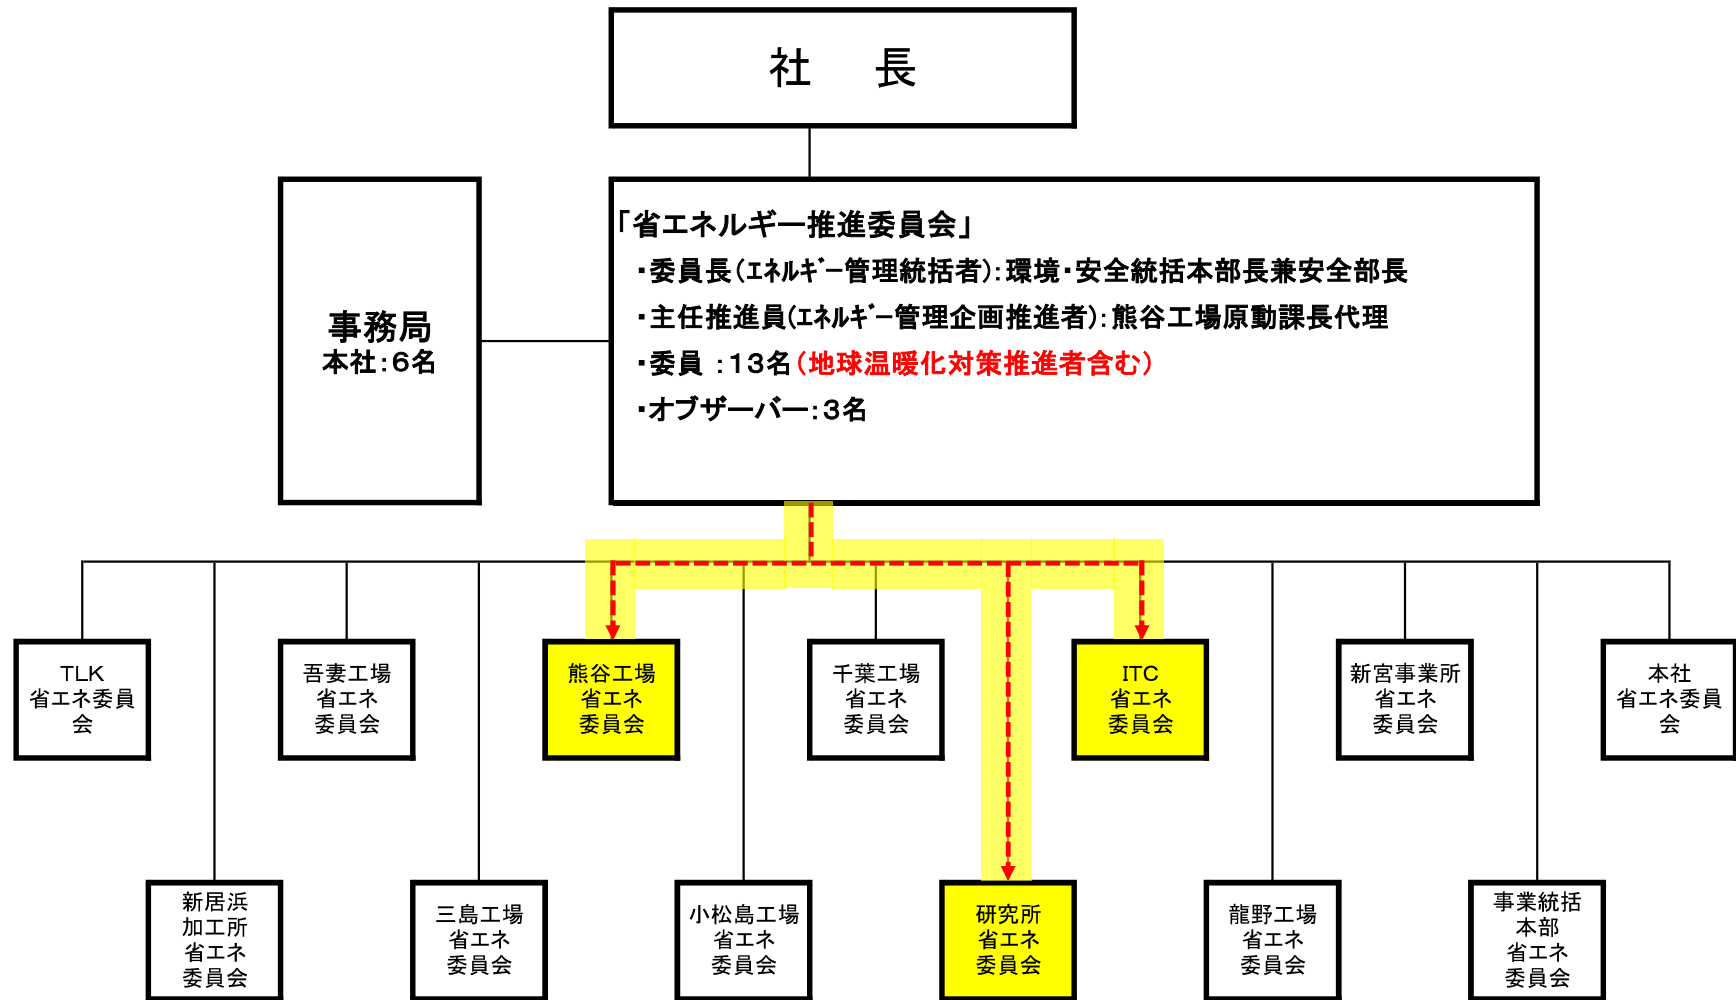 社　長
事務局
本社：６名
「省エネルギー推進委員会」
・委員長（ｴﾈﾙｷﾞｰ管理統括者）：環境・安全統括本部長兼安全部長
・主任推進員（ｴﾈﾙｷﾞｰ管理企画推進者）：熊谷工場原動課長代理
・委員　：１３名（地球温暖化対策推進者含む）
・オブザーバー：３名
TLK
省エネ委員
会
吾妻工場
省エネ
委員会
熊谷工場
省エネ
委員会
千葉工場
省エネ
委員会
ITC
省エネ
委員会
新宮事業所
省エネ
委員会
本社
省エネ委員
会
新居浜
加工所
省エネ
委員会
三島工場
省エネ
委員会
小松島工場
省エネ
委員会
研究所
省エネ
委員会
龍野工場
省エネ
委員会
事業統括
本部
省エネ
委員会